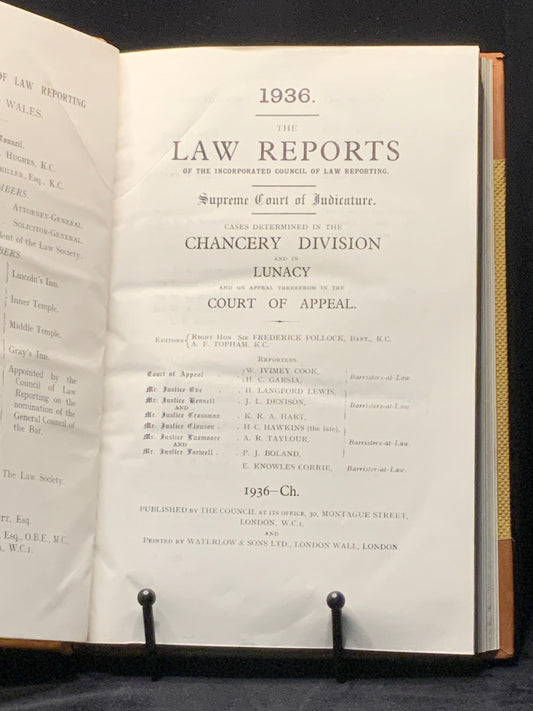 OF LAW REPORTING
WALES.
Council.
HUGHES, K.C.
MILLER, ESQ., K.C.
ATTORNEY-GENERAL.
SOLICITOR-GENERAL.
of the Law Society.
Lincoln's Inn.
Inner Temple.
Middle Temple.
Gray's Inn.
Appointed by the
Council of Law
Reporting on the
nomination of the
General Council of
the Bar.
The Law Society.
Esq.
Esq., O.B.E., M.C.,
W.C.1.
1936.
THE
LAW REPORTS
OF THE INCORPORATED COUNCIL OF LAW REPORTING.
Supreme Court of Judicature.
CASES DETERMINED IN THE
CHANCERY DIVISION
AND IN
LUNACY
AND ON APPEAL THEREFROM IN THE
COURT OF APPEAL.
EDITORS { RIGHT HON. SIR FREDERICK POLLOCK, BART., K.C.
A. F. TOPHAM, K.C.
REPORTERS.
Court of Appeal . W. IVIMEY COOK,
H. C. GARSIA, Barristers-at-Law.
Mr. Justice Eve . H. LANGFORD LEWIS,
Mr. Justice Bennett . J. L. DENISON, Barristers-at-Law.
AND
Mr. Justice Crossman . K. R. A. HART,
Mr. Justice Clauson . H. C. HAWKINS (the late),
Mr. Justice Luxmoore . A. R. TAYLOUR, Barristers-at-Law.
AND
Mr. Justice Farwell . P. J. BOLAND,
E. KNOWLES CORRIE, Barrister-at-Law.
1936—Ch.
PUBLISHED BY THE COUNCIL AT ITS OFFICE, 30, MONTAGUE STREET,
LONDON, W.C.1.
AND
PRINTED BY WATERLOW & SONS LTD., LONDON WALL, LONDON.